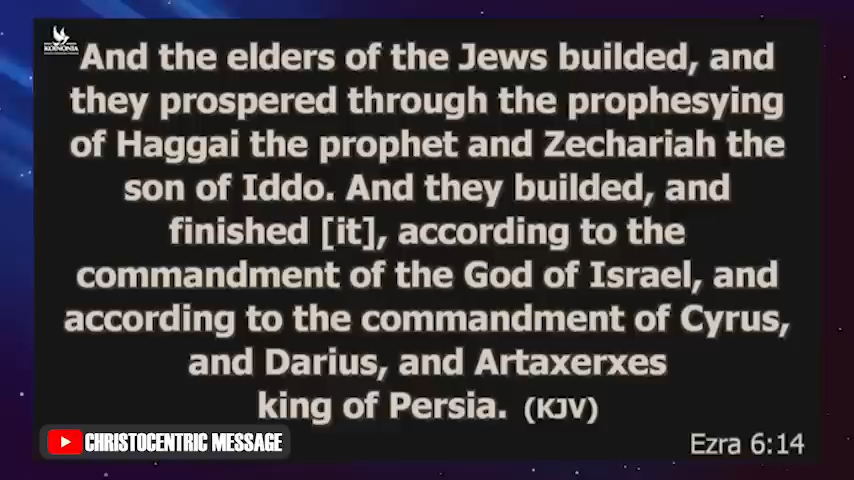 KOINONIA
And the elders of the Jews builded, and
they prospered through the prophesying
of Haggai the prophet and Zechariah the
son of Iddo. And they builded, and
finished [it], according to the
commandment of the God of Israel, and
according to the commandment of Cyrus,
and Darius, and Artaxerxes
king of Persia. (KJV)
CHRISTOCENTRIC MESSAGE
Ezra 6:14